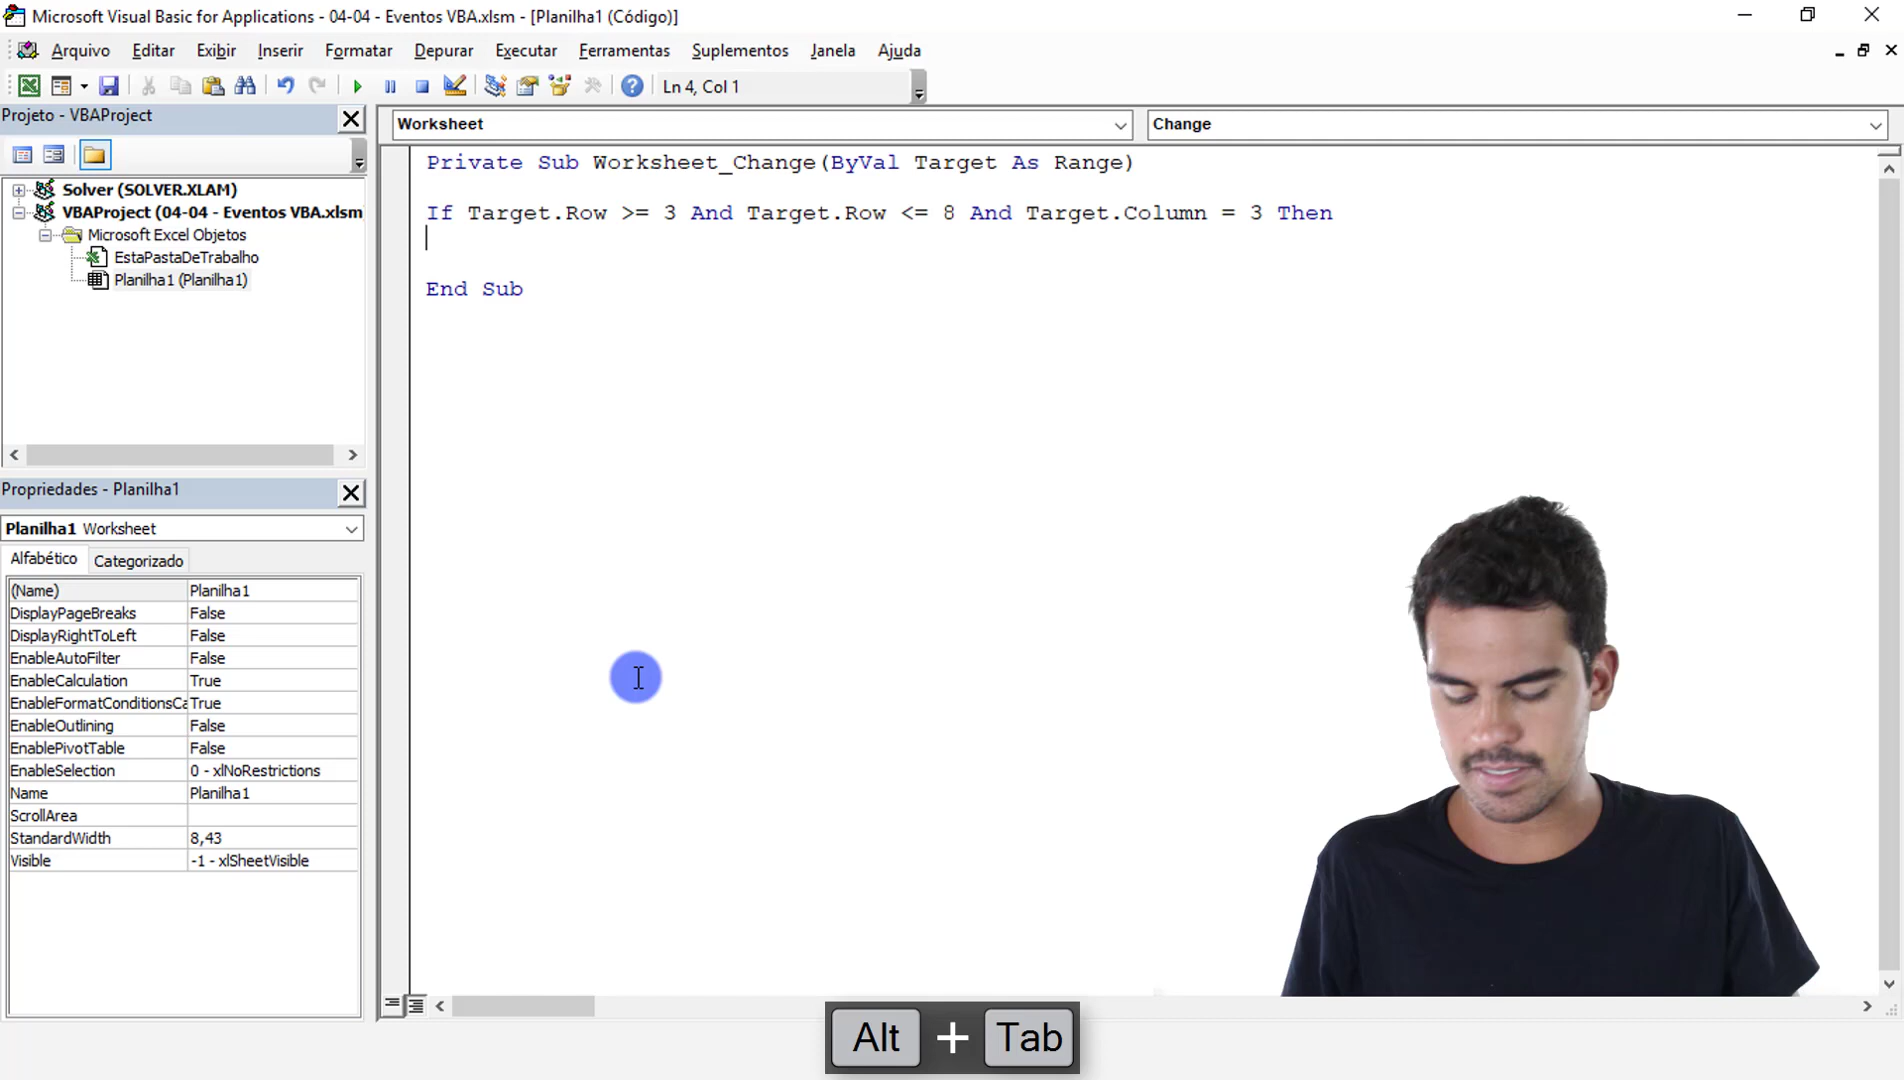 Microsoft Visual Basic for Applications - 04-04 - Eventos VBA.xlsm - [Planilha1 (Código)]
Arquivo Editar Exibir Inserir Formatar Depurar Executar Ferramentas Suplementos Janela Ajuda
Ln 4, Col 1
Projeto - VBAProject
Worksheet
Change
Solver (SOLVER.XLAM)
VBAProject (04-04 - Eventos VBA.xlsm
Microsoft Excel Objetos
EstaPastaDeTrabalho
Planilha1 (Planilha1)
Private Sub Worksheet_Change(ByVal Target As Range)
If Target.Row >= 3 And Target.Row <= 8 And Target.Column = 3 Then
End Sub
Propriedades - Planilha1
Planilha1 Worksheet
Alfabético Categorizado
(Name) Planilha1
DisplayPageBreaks False
DisplayRightToLeft False
EnableAutoFilter False
EnableCalculation True
EnableFormatConditionsCa True
EnableOutlining False
EnablePivotTable False
EnableSelection 0 - xlNoRestrictions
Name Planilha1
ScrollArea
StandardWidth 8,43
Visible -1 - xlSheetVisible
Alt + Tab